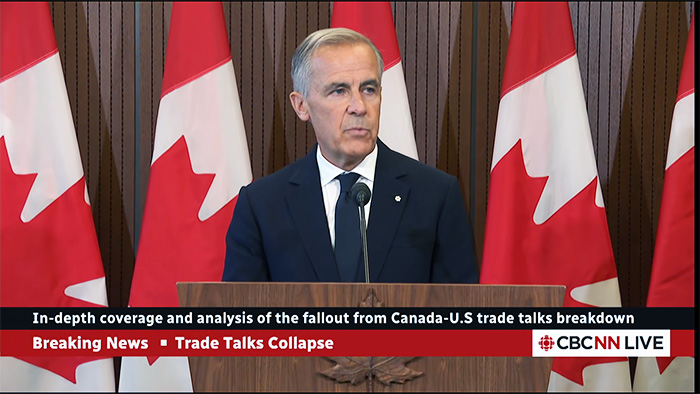 In-depth coverage and analysis of the fallout from Canada-U.S trade talks breakdown
Breaking News ▪ Trade Talks Collapse
CBCNN LIVE